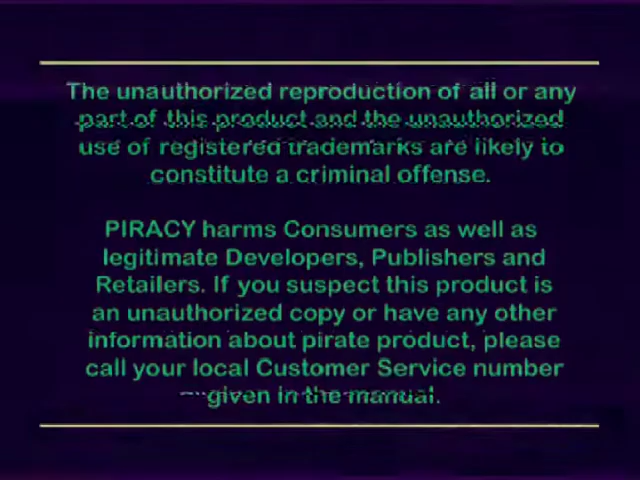 The unauthorized reproduction of all or any
part of this product and the unauthorized
use of registered trademarks are likely to
constitute a criminal offense.
PIRACY harms Consumers as well as
legitimate Developers, Publishers and
Retailers. If you suspect this product is
an unauthorized copy or have any other
information about pirate product, please
call your local Customer Service number
given in the manual.